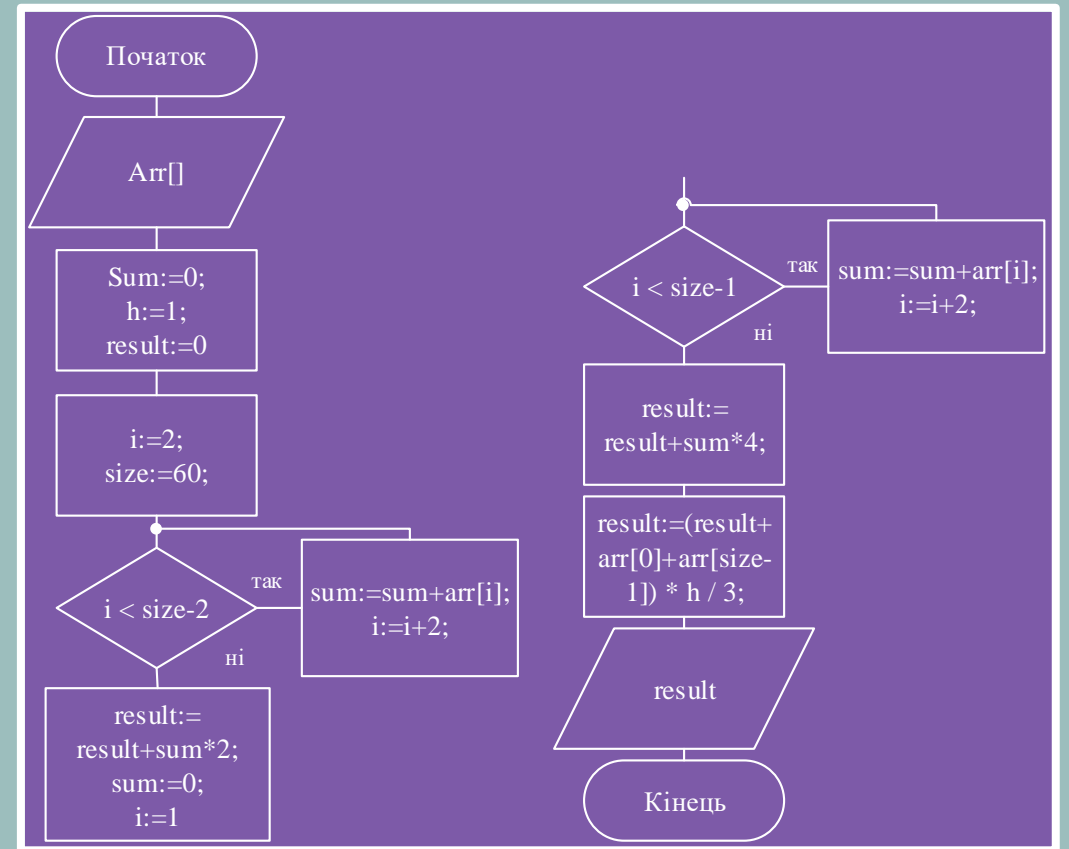 Початок
Arr[]
Sum:=0;
h:=1;
result:=0
i:=2;
size:=60;
i < size-2
так
sum:=sum+arr[i];
i:=i+2;
ні
result:=
result+sum*2;
sum:=0;
i:=1
i < size-1
так
sum:=sum+arr[i];
i:=i+2;
ні
result:=
result+sum*4;
result:=(result+
arr[0]+arr[size-
1]) * h / 3;
result
Кінець